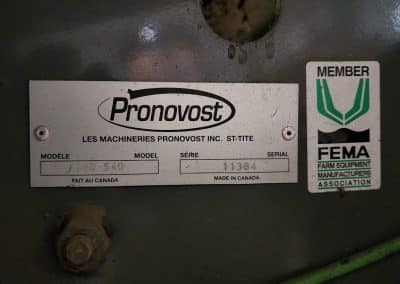 Pronovost
LES MACHINERIES PRONOVOST INC. ST-TITE
MODÈLE MODEL SÉRIE SERIAL
11384
FAIT AU CANADA MADE IN CANADA
MEMBER
FEMA
FARM EQUIPMENT
MANUFACTURERS
ASSOCIATION